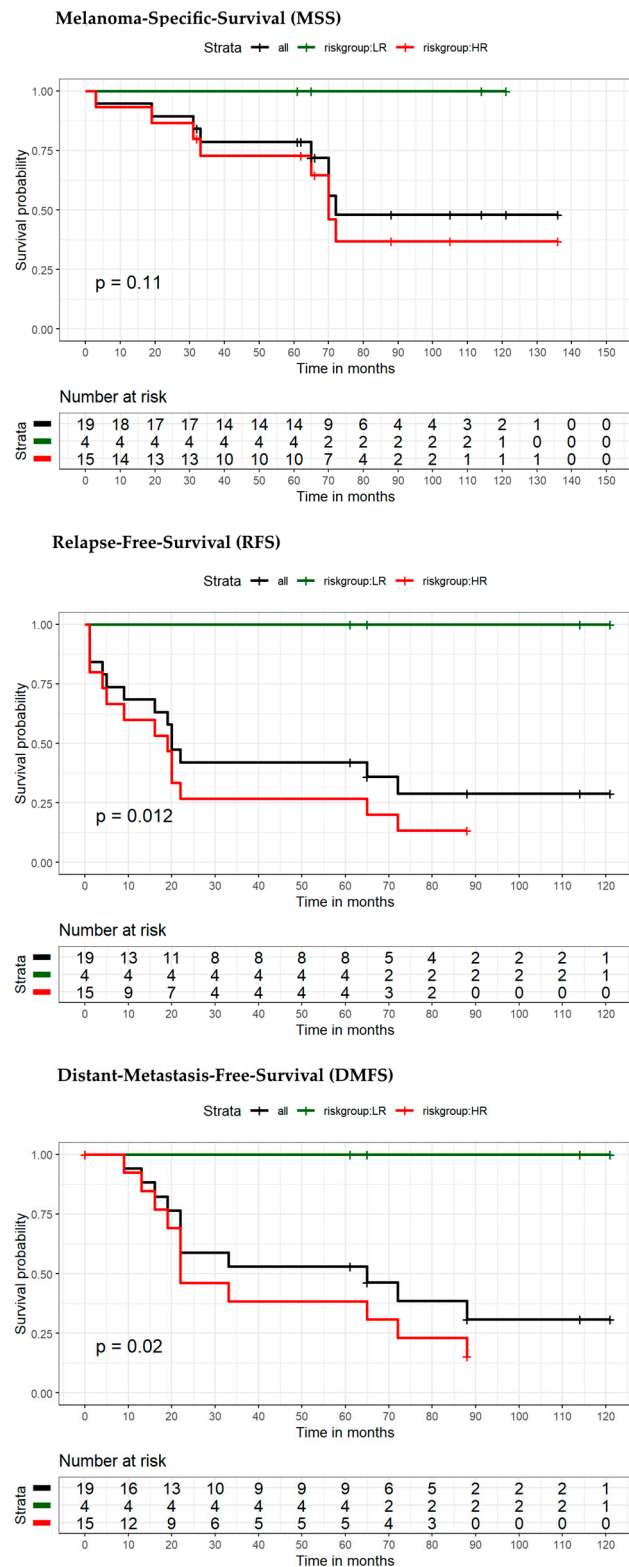 Melanoma-Specific-Survival (MSS)
Strata all riskgroup:LR riskgroup:HR
Survival probability
1.00
0.75
0.50
0.25
0.00
p = 0.11
0 10 20 30 40 50 60 70 80 90 100 110 120 130 140 150
Time in months
Number at risk
Strata
19 18 17 17 14 14 14 9 6 4 4 3 2 1 0 0
4 4 4 4 4 4 4 2 2 2 2 2 1 0 0 0
15 14 13 13 10 10 10 7 4 2 2 1 1 1 0 0
0 10 20 30 40 50 60 70 80 90 100 110 120 130 140 150
Time in months
Relapse-Free-Survival (RFS)
Strata all riskgroup:LR riskgroup:HR
Survival probability
1.00
0.75
0.50
0.25
0.00
p = 0.012
0 10 20 30 40 50 60 70 80 90 100 110 120
Time in months
Number at risk
Strata
19 13 11 8 8 8 8 5 4 2 2 2 1
4 4 4 4 4 4 4 2 2 2 2 2 1
15 9 7 4 4 4 4 3 2 0 0 0 0
0 10 20 30 40 50 60 70 80 90 100 110 120
Time in months
Distant-Metastasis-Free-Survival (DMFS)
Strata all riskgroup:LR riskgroup:HR
Survival probability
1.00
0.75
0.50
0.25
0.00
p = 0.02
0 10 20 30 40 50 60 70 80 90 100 110 120
Time in months
Number at risk
Strata
19 16 13 10 9 9 9 6 5 2 2 2 1
4 4 4 4 4 4 4 2 2 2 2 2 1
15 12 9 6 5 5 5 4 3 0 0 0 0
0 10 20 30 40 50 60 70 80 90 100 110 120
Time in months